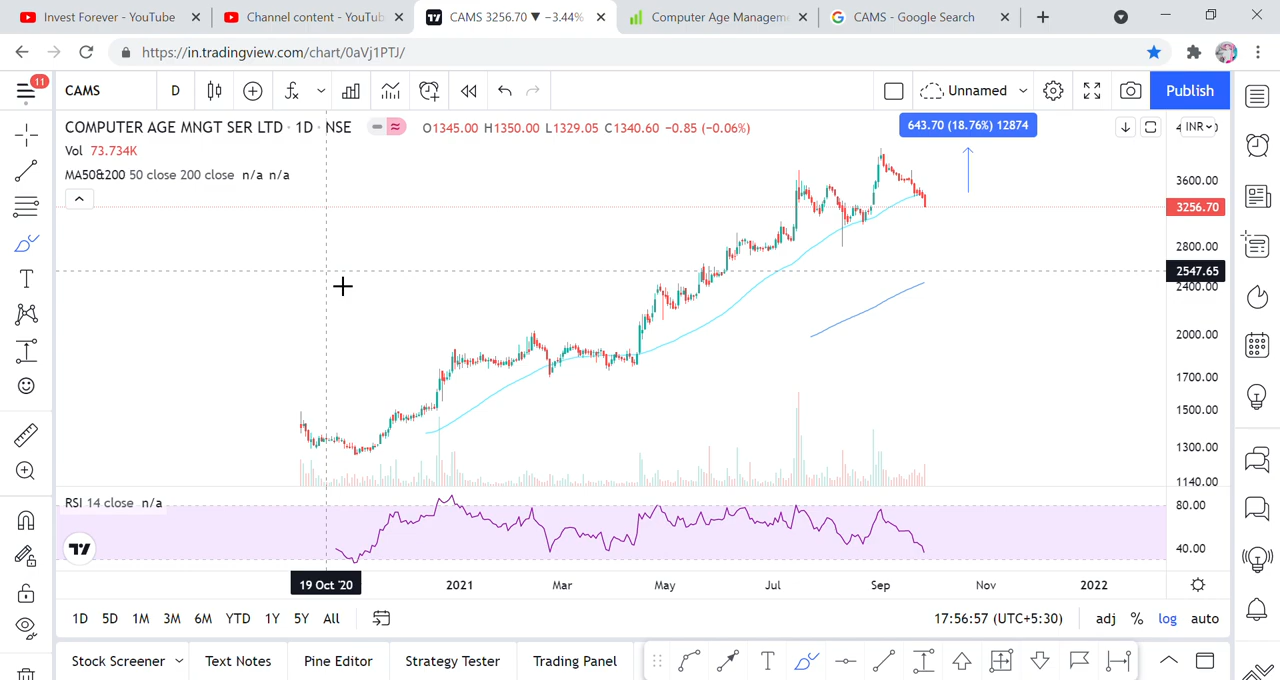 Invest Forever - YouTube
Channel content - YouTub
CAMS 3256.70 ▼ −3.44%
Computer Age Managem
CAMS - Google Search
https://in.tradingview.com/chart/0aVj1PTJ/
11
CAMS D Unnamed Publish
COMPUTER AGE MNGT SER LTD · 1D · NSE O1345.00 H1350.00 L1329.05 C1340.60 −0.85 (−0.06%)
643.70 (18.76%) 12874
INR
Vol 73.734K
MA50&200 50 close 200 close n/a n/a
3600.00
3256.70
2800.00
2547.65
2400.00
2000.00
1700.00
1500.00
1300.00
1140.00
RSI 14 close n/a
80.00
40.00
19 Oct '20 2021 Mar May Jul Sep Nov 2022
1D 5D 1M 3M 6M YTD 1Y 5Y All 17:56:57 (UTC+5:30) adj % log auto
Stock Screener Text Notes Pine Editor Strategy Tester Trading Panel